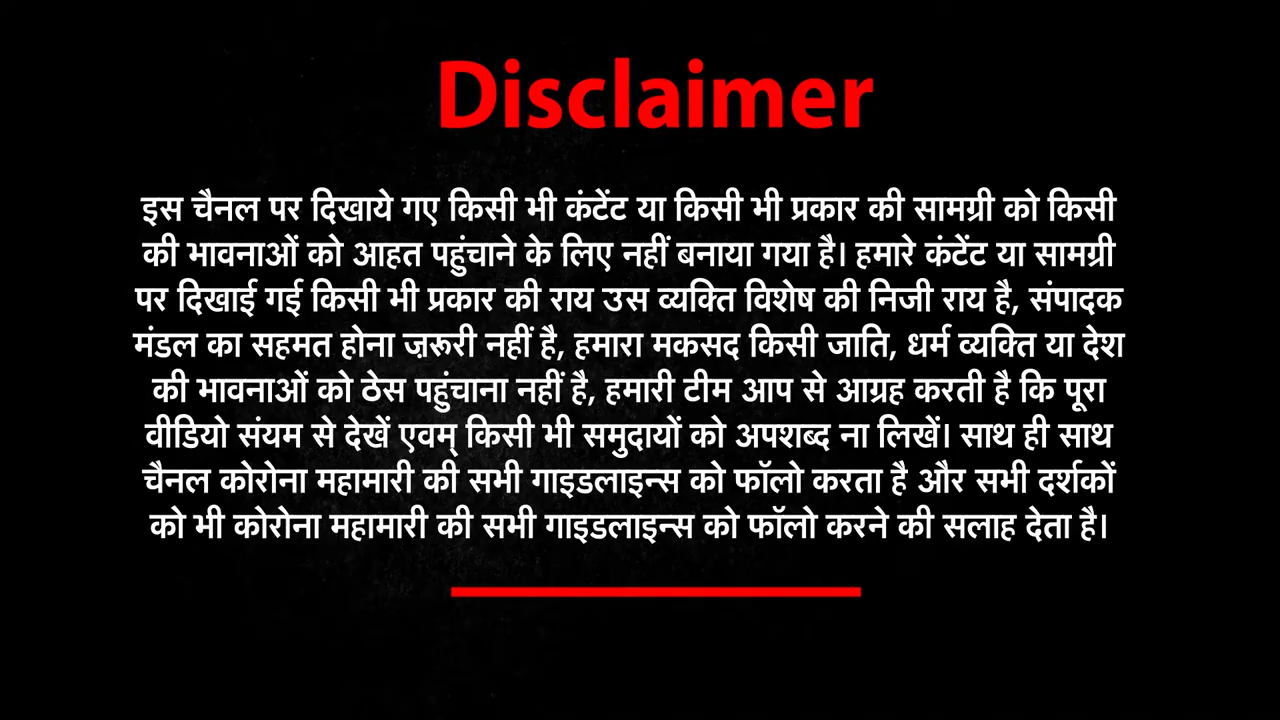 Disclaimer
इस चैनल पर दिखाये गए किसी भी कंटेंट या किसी भी प्रकार की सामग्री को किसी
की भावनाओं को आहत पहुंचाने के लिए नहीं बनाया गया है। हमारे कंटेंट या सामग्री
पर दिखाई गई किसी भी प्रकार की राय उस व्यक्ति विशेष की निजी राय है, संपादक
मंडल का सहमत होना ज़रूरी नहीं है, हमारा मकसद किसी जाति, धर्म व्यक्ति या देश
की भावनाओं को ठेस पहुंचाना नहीं है, हमारी टीम आप से आग्रह करती है कि पूरा
वीडियो संयम से देखें एवम् किसी भी समुदायों को अपशब्द ना लिखें। साथ ही साथ
चैनल कोरोना महामारी की सभी गाइडलाइन्स को फॉलो करता है और सभी दर्शकों
को भी कोरोना महामारी की सभी गाइडलाइन्स को फॉलो करने की सलाह देता है।